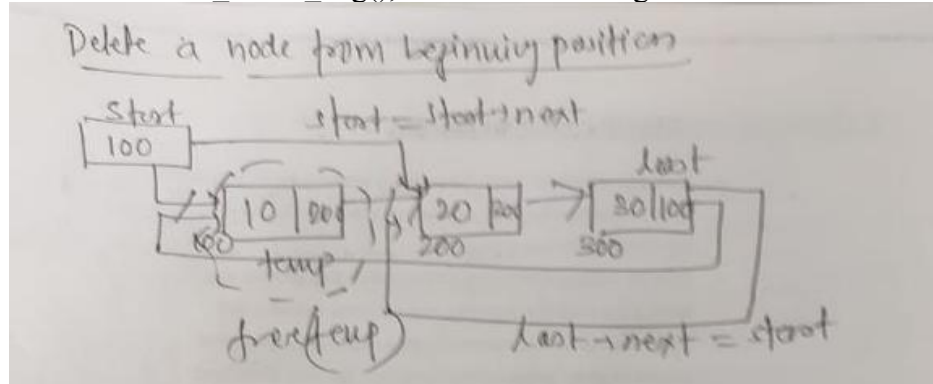 Delete a node from beginning position
start
start = start→next
100
last
10 200
20 300
30 100
100
200
300
temp
free(temp)
last→next = start